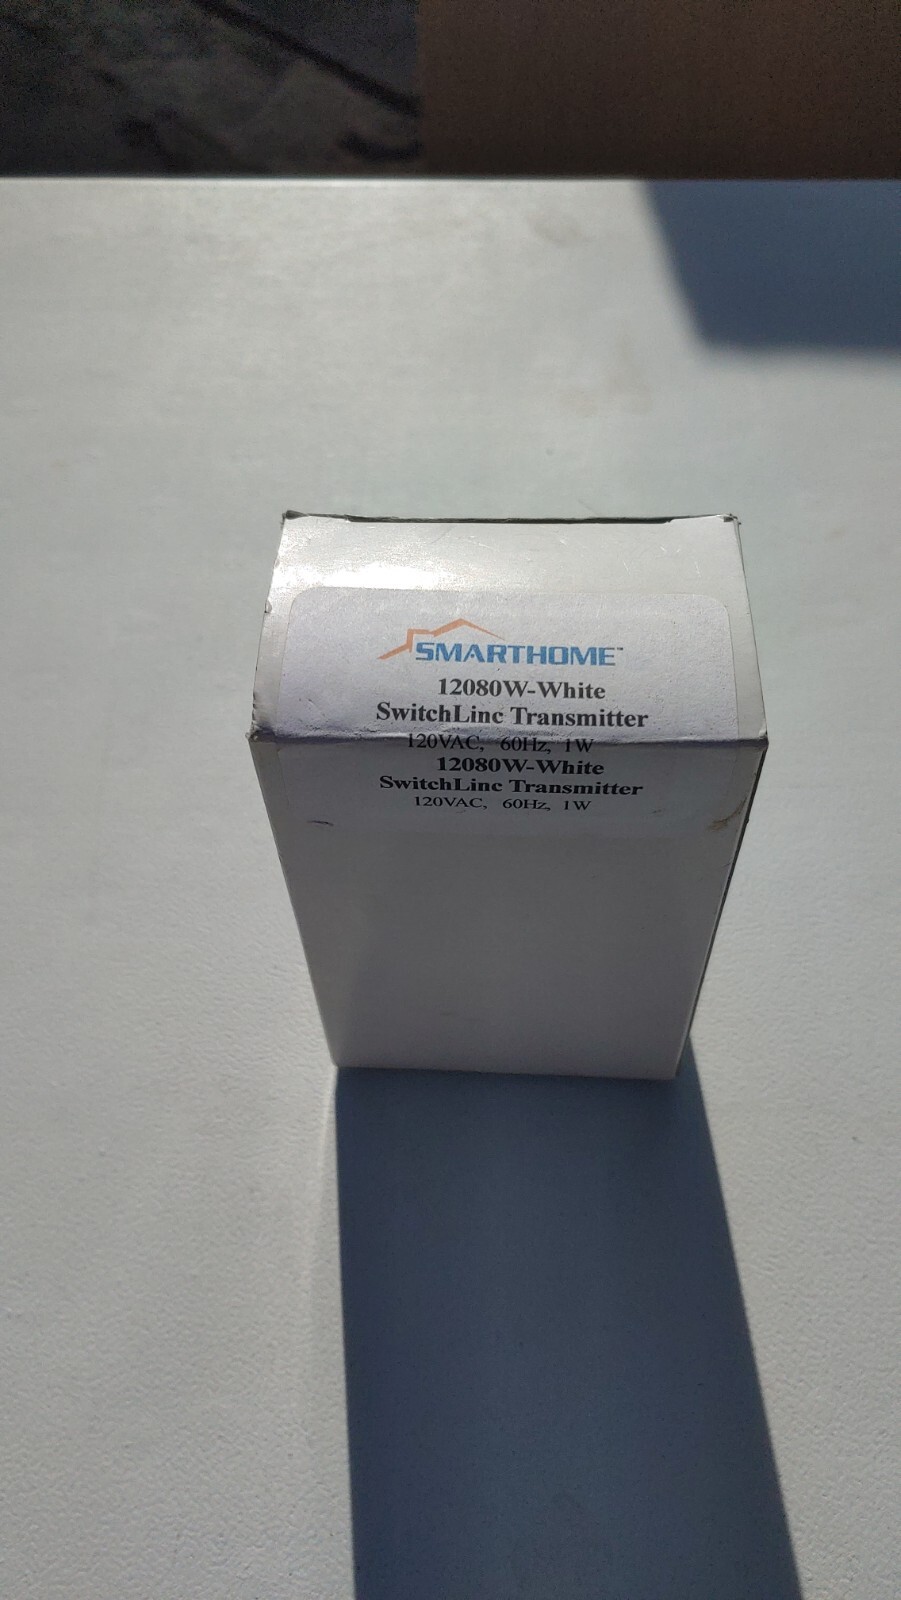 SMARTHOME™
12080W-White
SwitchLinc Transmitter
120VAC, 60Hz, 1W
12080W-White
SwitchLinc Transmitter
120VAC, 60Hz, 1W